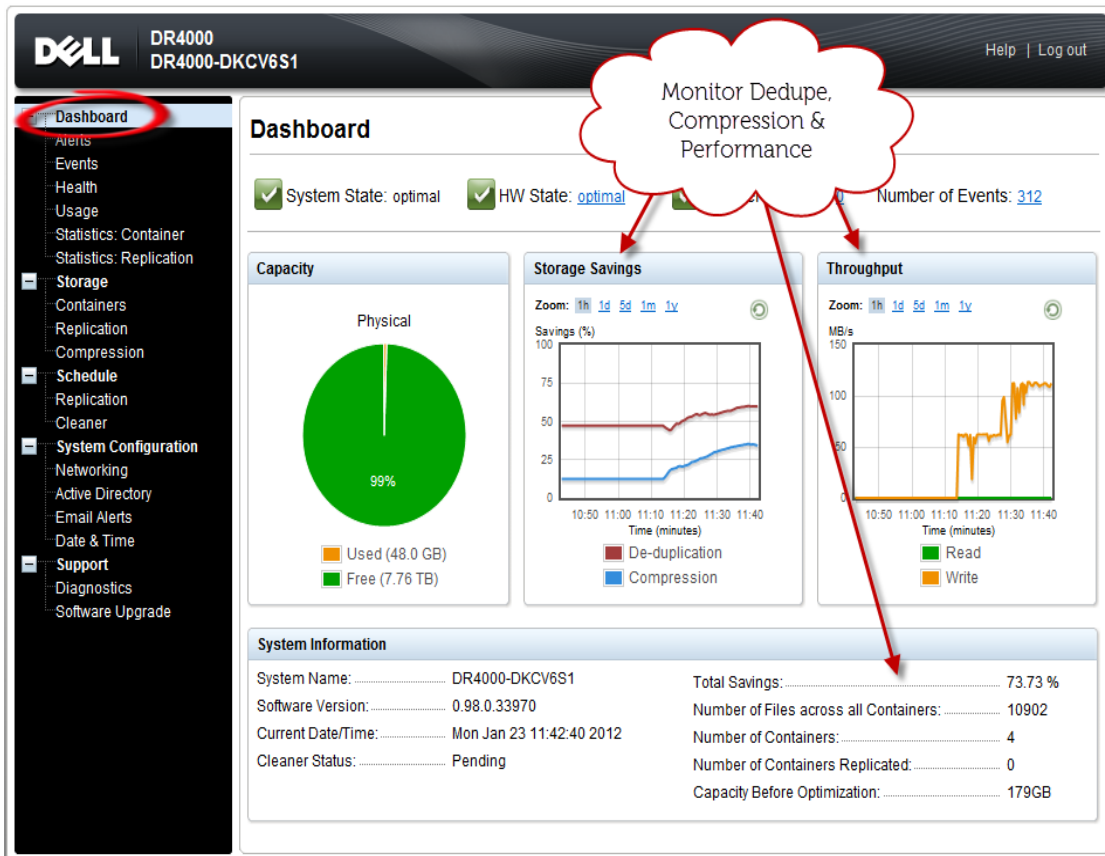 DELL
DR4000
DR4000-DKCV6S1
Help | Log out
Monitor Dedupe,
Compression &
Performance
Dashboard
Alerts
Events
Health
Usage
Statistics: Container
Statistics: Replication
Storage
Containers
Replication
Compression
Schedule
Replication
Cleaner
System Configuration
Networking
Active Directory
Email Alerts
Date & Time
Support
Diagnostics
Software Upgrade
Dashboard
System State: optimal HW State: optimal Number of Events: 312
Capacity
Physical
99%
Used (48.0 GB)
Free (7.76 TB)
Storage Savings
Zoom: 1h 1d 5d 1m 1y
Savings (%)
100
75
50
25
0
10:50 11:00 11:10 11:20 11:30 11:40
Time (minutes)
De-duplication
Compression
Throughput
Zoom: 1h 1d 5d 1m 1y
MB/s
150
100
50
0
10:50 11:00 11:10 11:20 11:30 11:40
Time (minutes)
Read
Write
System Information
System Name: DR4000-DKCV6S1
Software Version: 0.98.0.33970
Current Date/Time: Mon Jan 23 11:42:40 2012
Cleaner Status: Pending
Total Savings: 73.73 %
Number of Files across all Containers: 10902
Number of Containers: 4
Number of Containers Replicated: 0
Capacity Before Optimization: 179GB